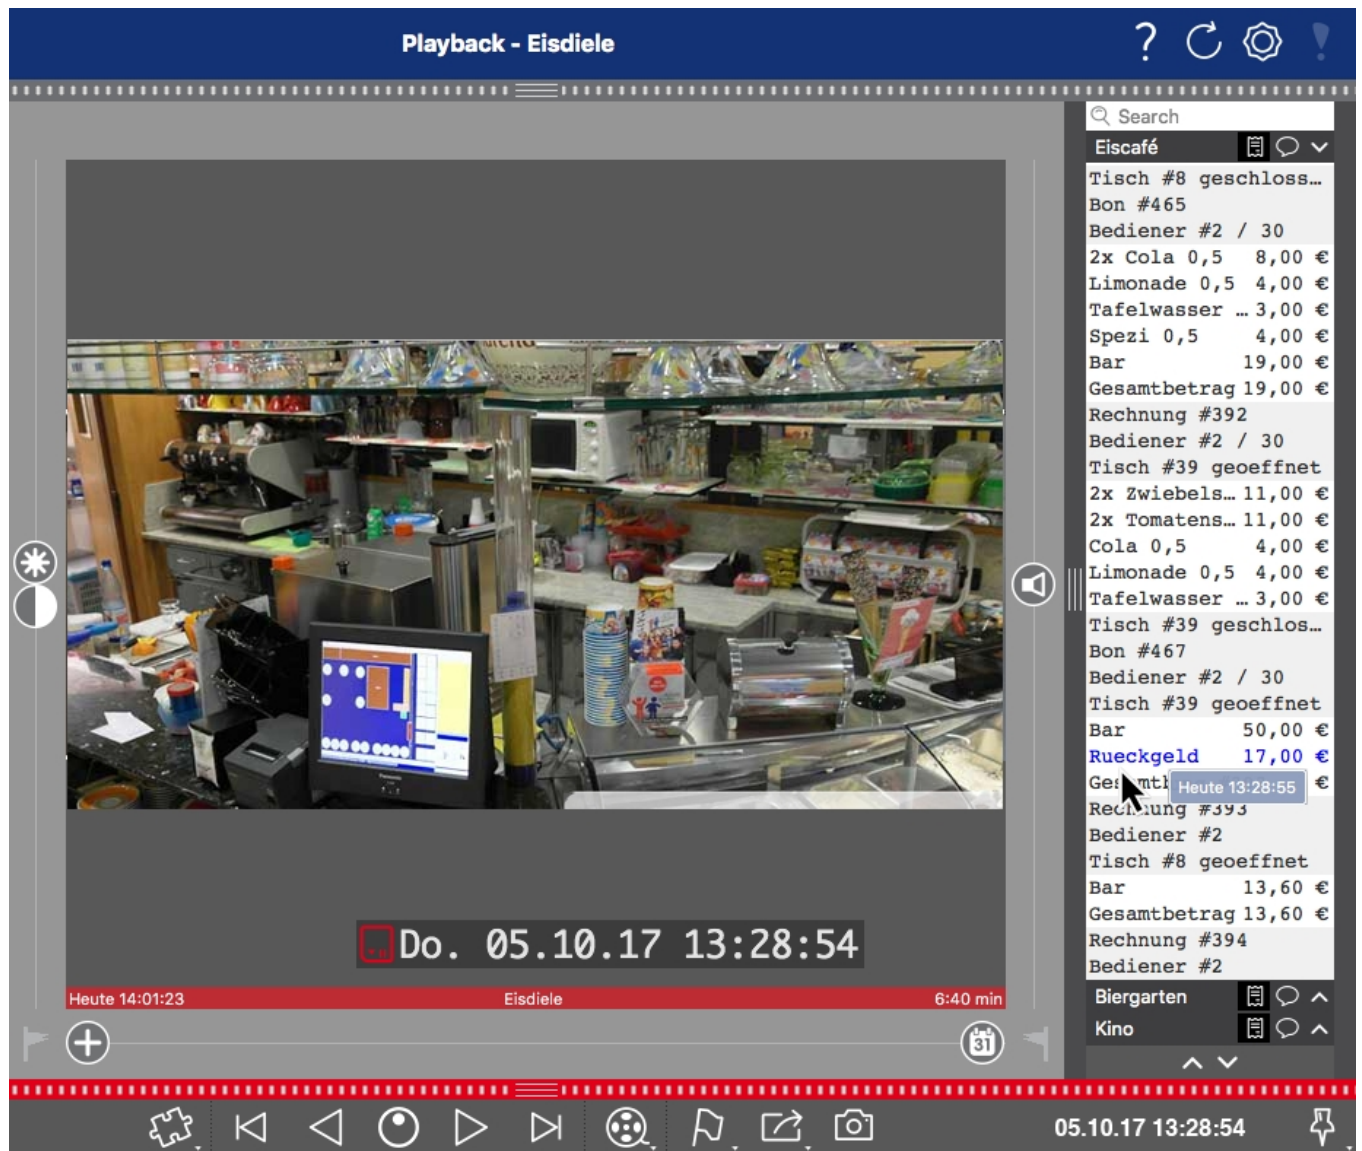 Playback - Eisdiele
Search
Eiscafé
Tisch #8 geschloss…
Bon #465
Bediener #2 / 30
2x Cola 0,5 8,00 €
Limonade 0,5 4,00 €
Tafelwasser … 3,00 €
Spezi 0,5 4,00 €
Bar 19,00 €
Gesamtbetrag 19,00 €
Rechnung #392
Bediener #2 / 30
Tisch #39 geoeffnet
2x Zwiebels… 11,00 €
2x Tomatens… 11,00 €
Cola 0,5 4,00 €
Limonade 0,5 4,00 €
Tafelwasser … 3,00 €
Tisch #39 geschlos…
Bon #467
Bediener #2 / 30
Tisch #39 geoeffnet
Bar 50,00 €
Rueckgeld 17,00 €
€
Heute 13:28:55
Rechnung #393
Bediener #2
Tisch #8 geoeffnet
Bar 13,60 €
Gesamtbetrag 13,60 €
Rechnung #394
Bediener #2
Biergarten
Kino
Do. 05.10.17 13:28:54
Heute 14:01:23 Eisdiele 6:40 min
31
05.10.17 13:28:54